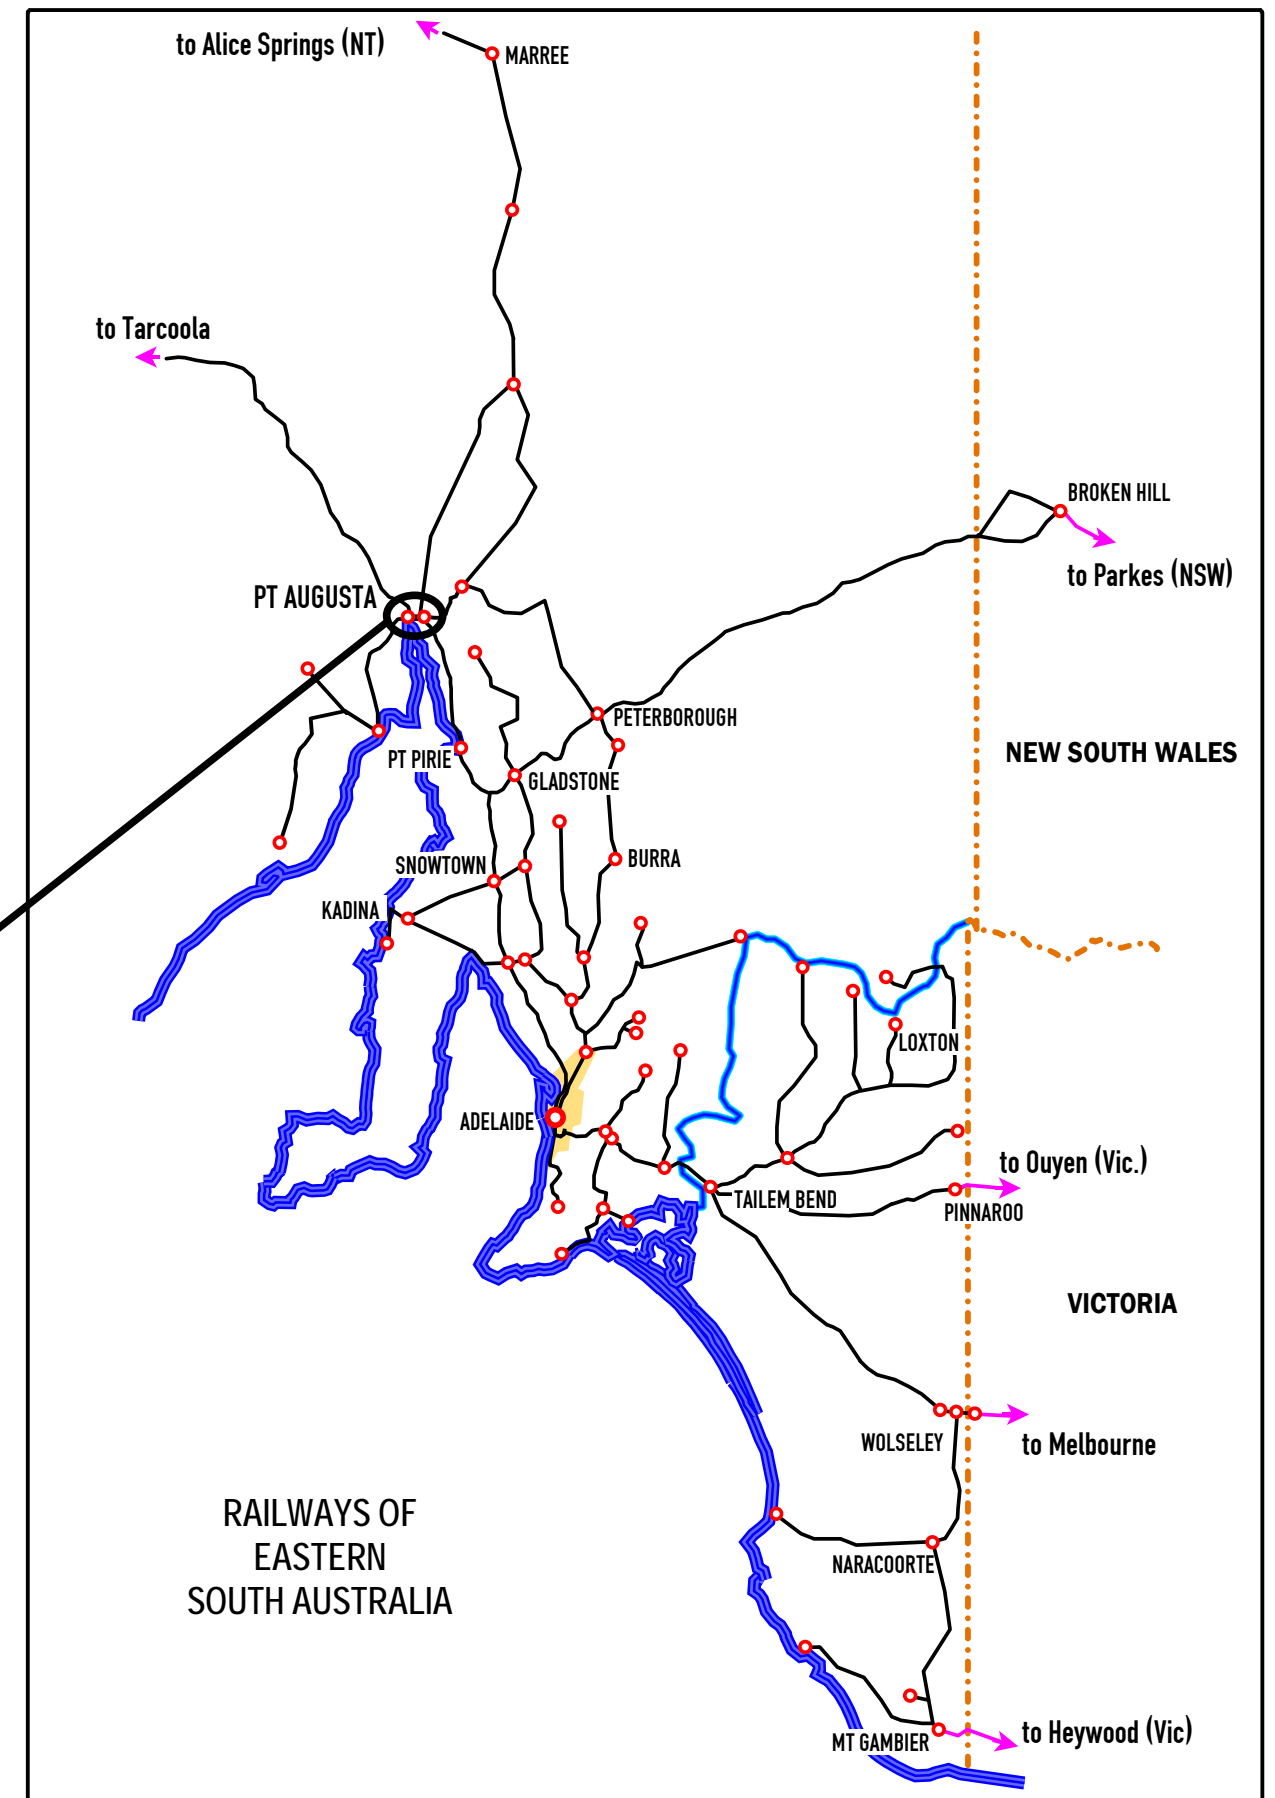 to Alice Springs (NT)
MARREE
to Tarcoola
BROKEN HILL
to Parkes (NSW)
PT AUGUSTA
PETERBOROUGH
NEW SOUTH WALES
PT PIRIE
GLADSTONE
SNOWTOWN
BURRA
KADINA
LOXTON
ADELAIDE
to Ouyen (Vic.)
TAILEM BEND
PINNAROO
VICTORIA
WOLSELEY
to Melbourne
RAILWAYS OF
EASTERN
SOUTH AUSTRALIA
NARACOORTE
MT GAMBIER
to Heywood (Vic)